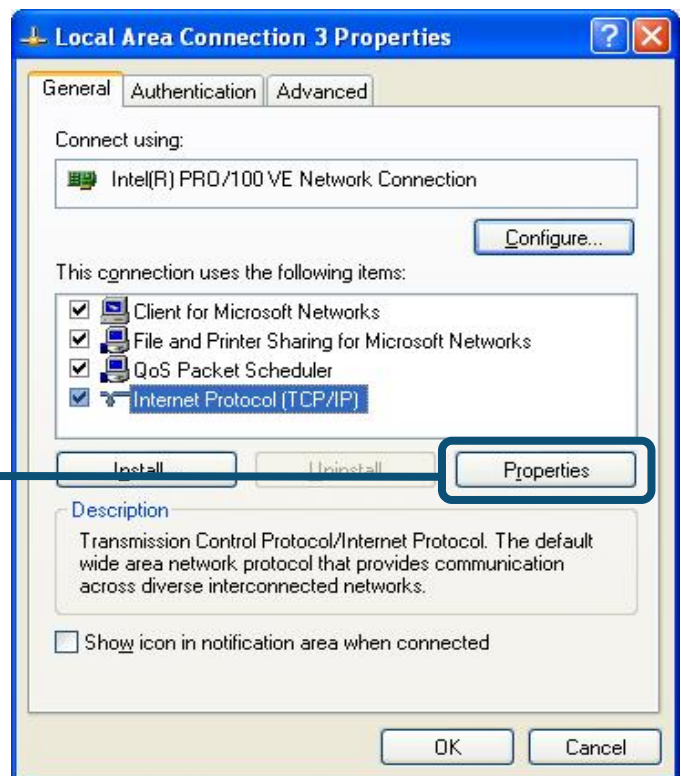 Local Area Connection 3 Properties
General Authentication Advanced
Connect using:
Intel(R) PRO/100 VE Network Connection
Configure...
This connection uses the following items:
Client for Microsoft Networks
File and Printer Sharing for Microsoft Networks
QoS Packet Scheduler
Internet Protocol (TCP/IP)
Install... Uninstall Properties
Description
Transmission Control Protocol/Internet Protocol. The default
wide area network protocol that provides communication
across diverse interconnected networks.
Show icon in notification area when connected
OK Cancel